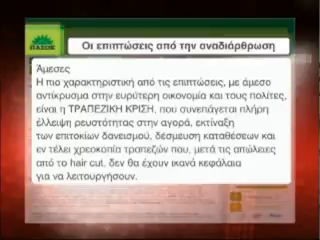 ΠΑΣΟΚ
Οι επιπτώσεις από την αναδιάρθρωση
Άμεσες
Η πιο χαρακτηριστική από τις επιπτώσεις, με άμεσο
αντίκρισμα στην ευρύτερη οικονομία και τους πολίτες,
είναι η ΤΡΑΠΕΖΙΚΗ ΚΡΙΣΗ, που συνεπάγεται πλήρη
έλλειψη ρευστότητας στην αγορά, εκτίναξη
των επιτοκίων δανεισμού, δέσμευση καταθέσεων και
εν τέλει χρεοκοπία τραπεζών που, μετά τις απώλειες
από το hair cut, δεν θα έχουν ικανά κεφάλαια
για να λειτουργήσουν.